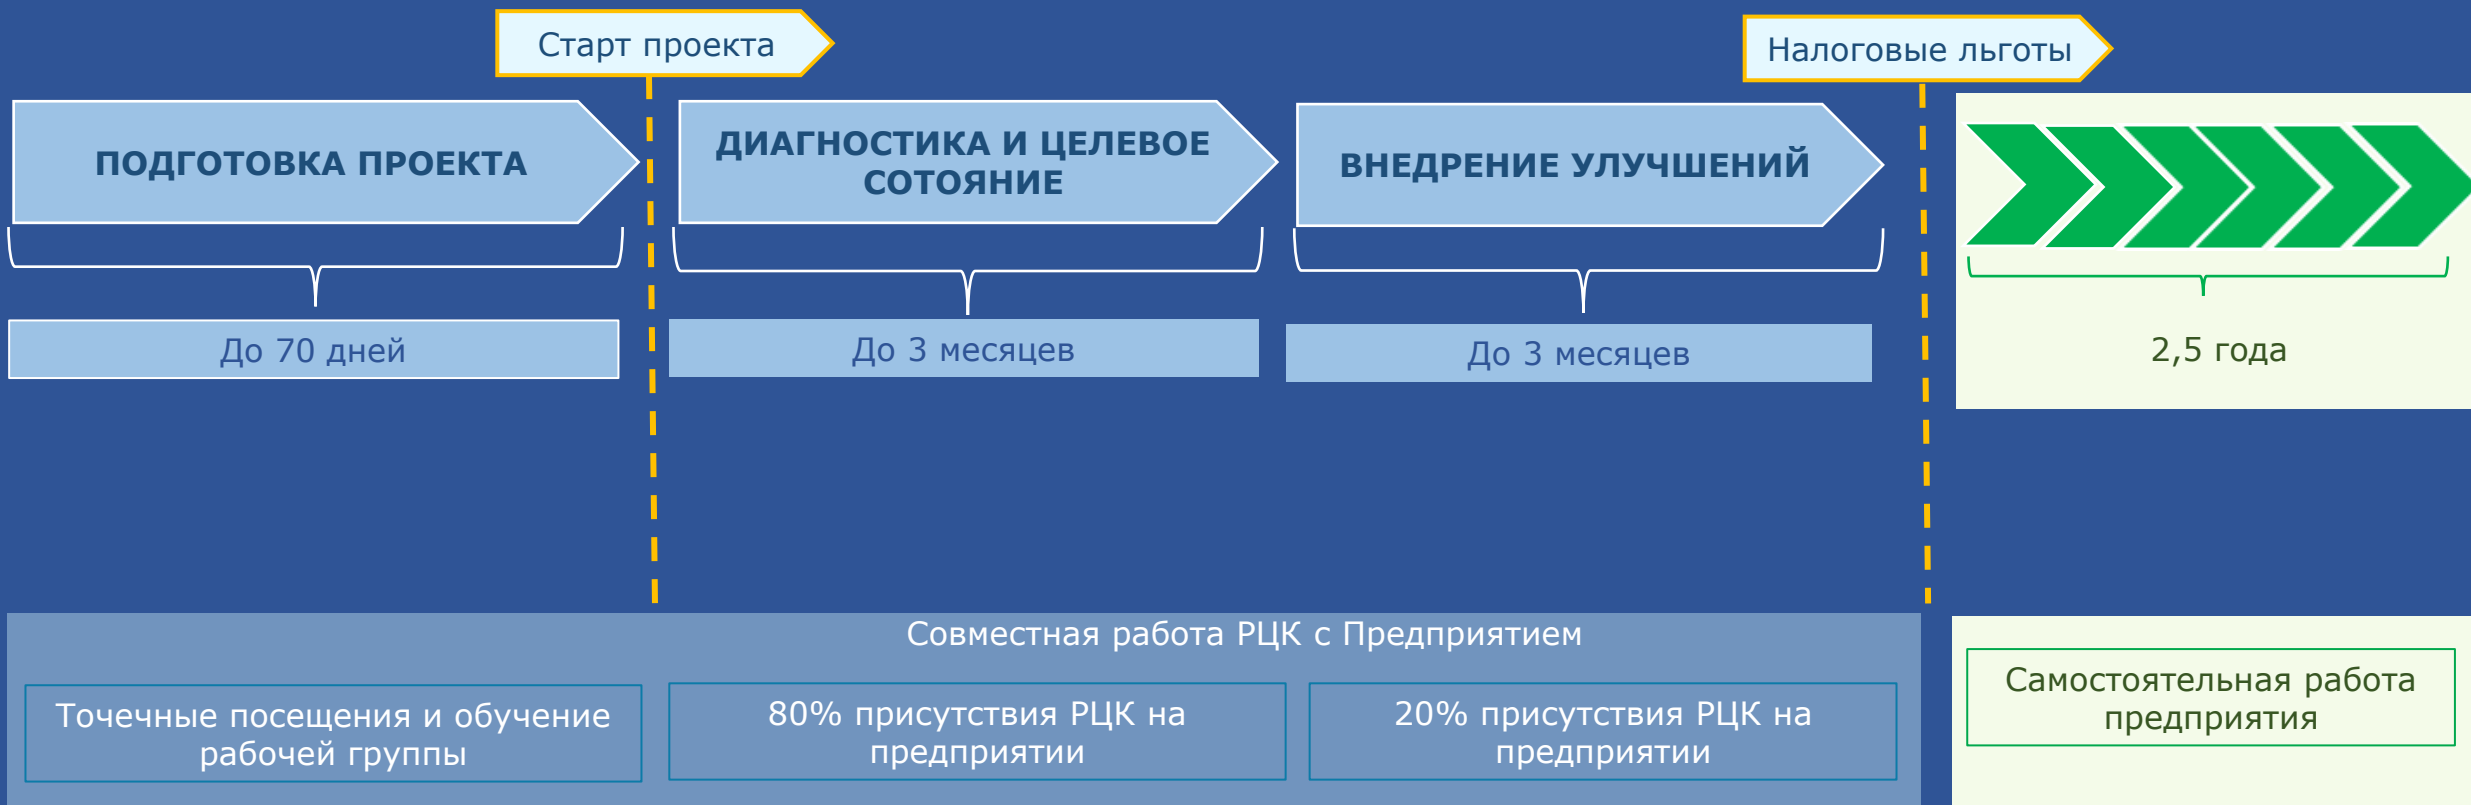 Старт проекта
Налоговые льготы
ПОДГОТОВКА ПРОЕКТА
ДИАГНОСТИКА И ЦЕЛЕВОЕ
СОТОЯНИЕ
ВНЕДРЕНИЕ УЛУЧШЕНИЙ
До 70 дней
До 3 месяцев
До 3 месяцев
2,5 года
Совместная работа РЦК с Предприятием
Точечные посещения и обучение
рабочей группы
80% присутствия РЦК на
предприятии
20% присутствия РЦК на
предприятии
Самостоятельная работа
предприятия